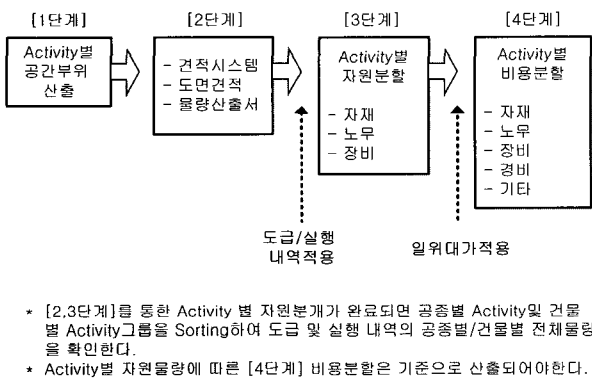 [1단계]
Activity별
공간부위
산출
[2단계]
- 견적시스템
- 도면견적
- 물량산출서
[3단계]
Activity별
자원분할
- 자재
- 노무
- 장비
[4단계]
Activity별
비용분할
- 자재
- 노무
- 장비
- 경비
- 기타
도급/실행
내역적용
일위대가적용
* [2,3단계]를 통한 Activity 별 자원분개가 완료되면 공종별 Activity및 건물
별 Activity그룹을 Sorting하여 도급 및 실행 내역의 공종별/건물별 전체물량
을 확인한다.
* Activity별 자원물량에 따른 [4단계] 비용분할은 기준으로 산출되어야한다.